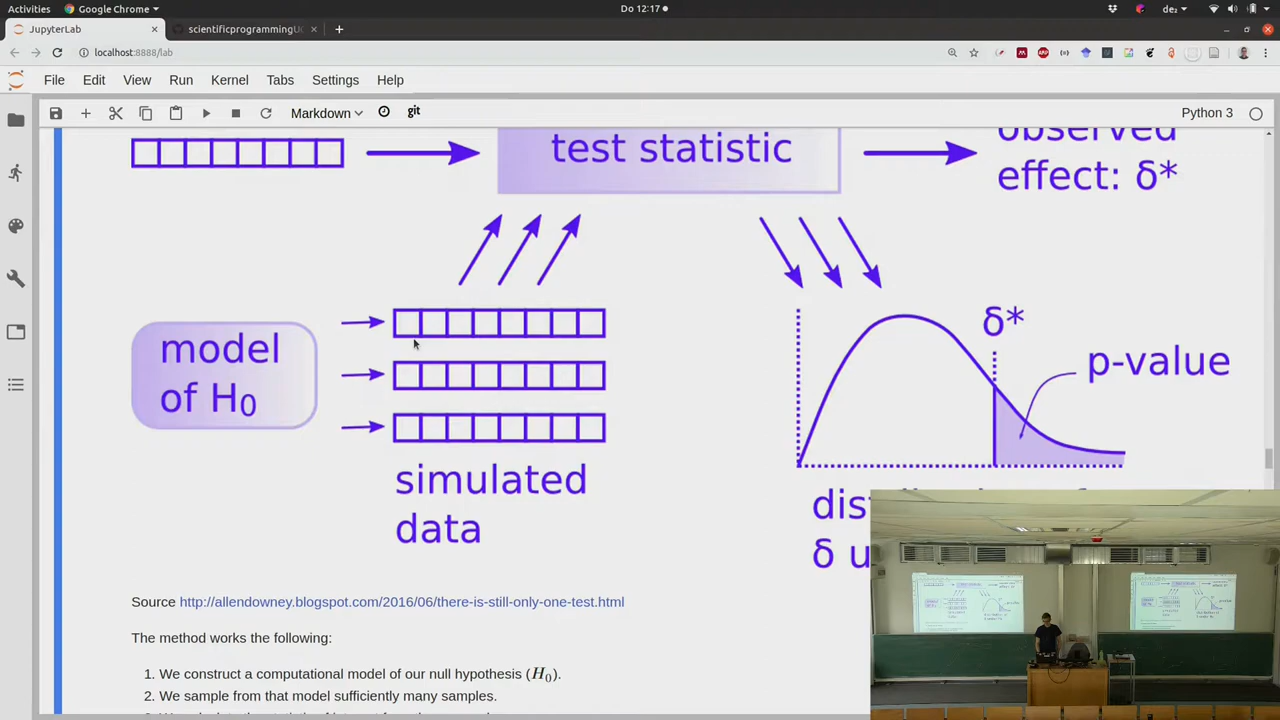 Activities
Google Chrome
Do 12:17
de₂
JupyterLab
scientificprogrammingU
localhost:8888/lab
File Edit View Run Kernel Tabs Settings Help
Markdown
git
Python 3
test statistic
observed
effect: δ*
model
of H₀
simulated
data
δ*
p-value
δ u
Source http://allendowney.blogspot.com/2016/06/there-is-still-only-one-test.html
The method works the following:
1. We construct a computational model of our null hypothesis (H₀).
2. We sample from that model sufficiently many samples.